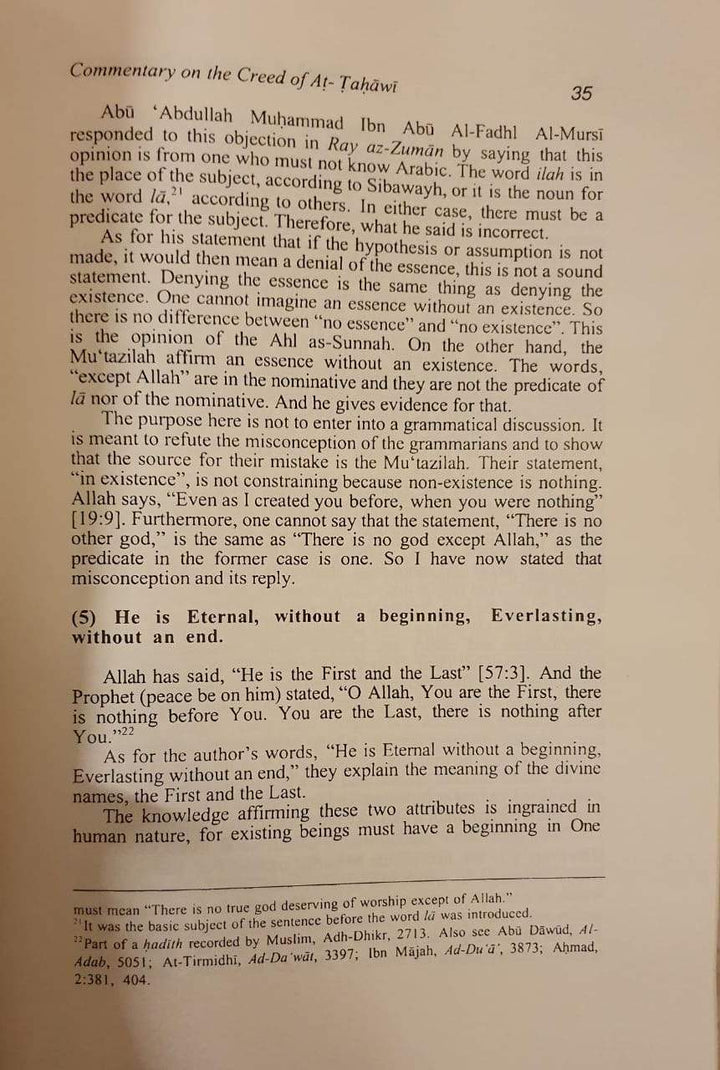 Commentary on the Creed of Aṭ- Ṭaḥāwī
35
Abū ‘Abdullah Muḥammad Ibn Abū Al-Fadhl Al-Mursī
responded to this objection in Ray az-Zumān by saying that this
opinion is from one who must not know Arabic. The word ilah is in
the place of the subject, according to Sibawayh, or it is the noun for
the word lā,²¹ according to others. In either case, there must be a
predicate for the subject. Therefore, what he said is incorrect.
As for his statement that if the hypothesis or assumption is not
made, it would then mean a denial of the essence, this is not a sound
statement. Denying the essence is the same thing as denying the
existence. One cannot imagine an essence without an existence. So
there is no difference between “no essence” and “no existence”. This
is the opinion of the Ahl as-Sunnah. On the other hand, the
Mu‘tazilah affirm an essence without an existence. The words,
“except Allah” are in the nominative and they are not the predicate of
lā nor of the nominative. And he gives evidence for that.
The purpose here is not to enter into a grammatical discussion. It
is meant to refute the misconception of the grammarians and to show
that the source for their mistake is the Mu‘tazilah. Their statement,
“in existence”, is not constraining because non-existence is nothing.
Allah says, “Even as I created you before, when you were nothing”
[19:9]. Furthermore, one cannot say that the statement, “There is no
other god,” is the same as “There is no god except Allah,” as the
predicate in the former case is one. So I have now stated that
misconception and its reply.
(5) He is Eternal, without a beginning, Everlasting,
without an end.
Allah has said, “He is the First and the Last” [57:3]. And the
Prophet (peace be on him) stated, “O Allah, You are the First, there
is nothing before You. You are the Last, there is nothing after
You.”²²
As for the author’s words, “He is Eternal without a beginning,
Everlasting without an end,” they explain the meaning of the divine
names, the First and the Last.
The knowledge affirming these two attributes is ingrained in
human nature, for existing beings must have a beginning in One
must mean “There is no true god deserving of worship except of Allah.”
²¹It was the basic subject of the sentence before the word lā was introduced.
²²Part of a ḥadīth recorded by Muslim, Adh-Dhikr, 2713. Also see Abū Dāwūd, Al-
Adab, 5051; At-Tirmidhī, Ad-Da‘wāt, 3397; Ibn Mājah, Ad-Du‘ā’, 3873; Aḥmad,
2:381, 404.